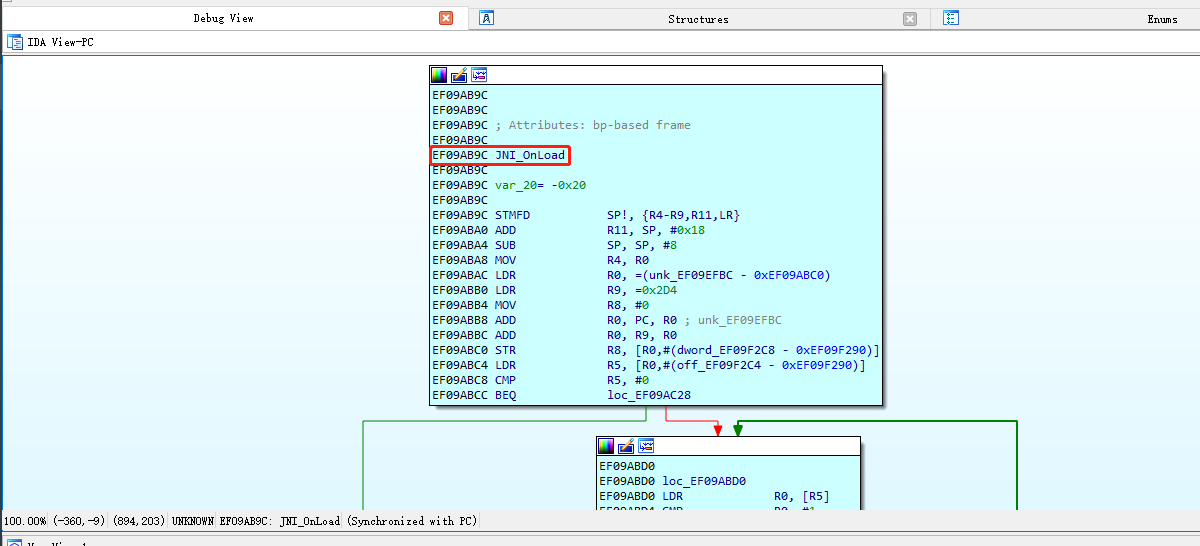 Debug View Structures Enums
IDA View-PC
EF09AB9C
EF09AB9C
EF09AB9C ; Attributes: bp-based frame
EF09AB9C
EF09AB9C JNI_OnLoad
EF09AB9C
EF09AB9C var_20= -0x20
EF09AB9C
EF09AB9C STMFD SP!, {R4-R9,R11,LR}
EF09ABA0 ADD R11, SP, #0x18
EF09ABA4 SUB SP, SP, #8
EF09ABA8 MOV R4, R0
EF09ABAC LDR R0, =(unk_EF09EFBC - 0xEF09ABC0)
EF09ABB0 LDR R9, =0x2D4
EF09ABB4 MOV R8, #0
EF09ABB8 ADD R0, PC, R0 ; unk_EF09EFBC
EF09ABBC ADD R0, R9, R0
EF09ABC0 STR R8, [R0,#(dword_EF09F2C8 - 0xEF09F290)]
EF09ABC4 LDR R5, [R0,#(off_EF09F2C4 - 0xEF09F290)]
EF09ABC8 CMP R5, #0
EF09ABCC BEQ loc_EF09AC28
EF09ABD0
EF09ABD0 loc_EF09ABD0
EF09ABD0 LDR R0, [R5]
100.00% (-360,-9) (894,203) UNKNOWN EF09AB9C: JNI_OnLoad (Synchronized with PC)